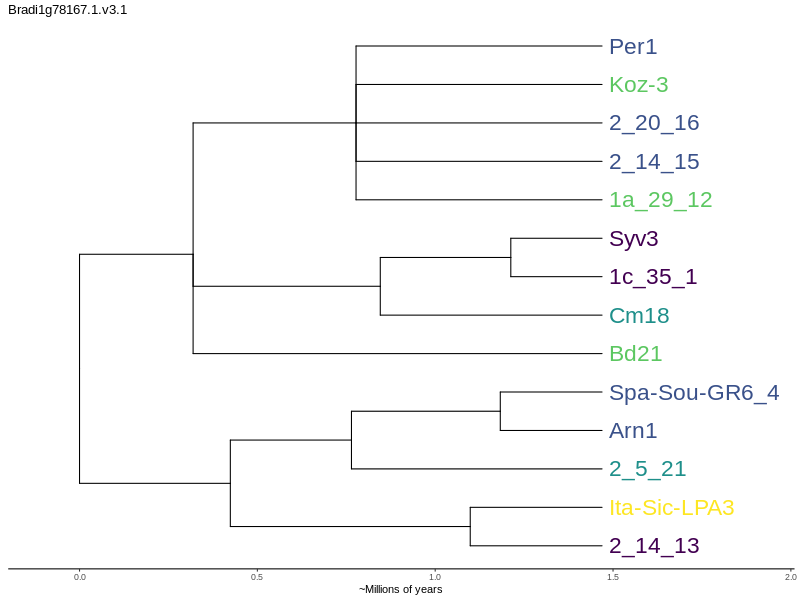 Bradi1g78167.1.v3.1
Per1
Koz-3
2_20_16
2_14_15
1a_29_12
Syv3
1c_35_1
Cm18
Bd21
Spa-Sou-GR6_4
Arn1
2_5_21
Ita-Sic-LPA3
2_14_13
0.0 0.5 1.0 1.5 2.0
~Millions of years